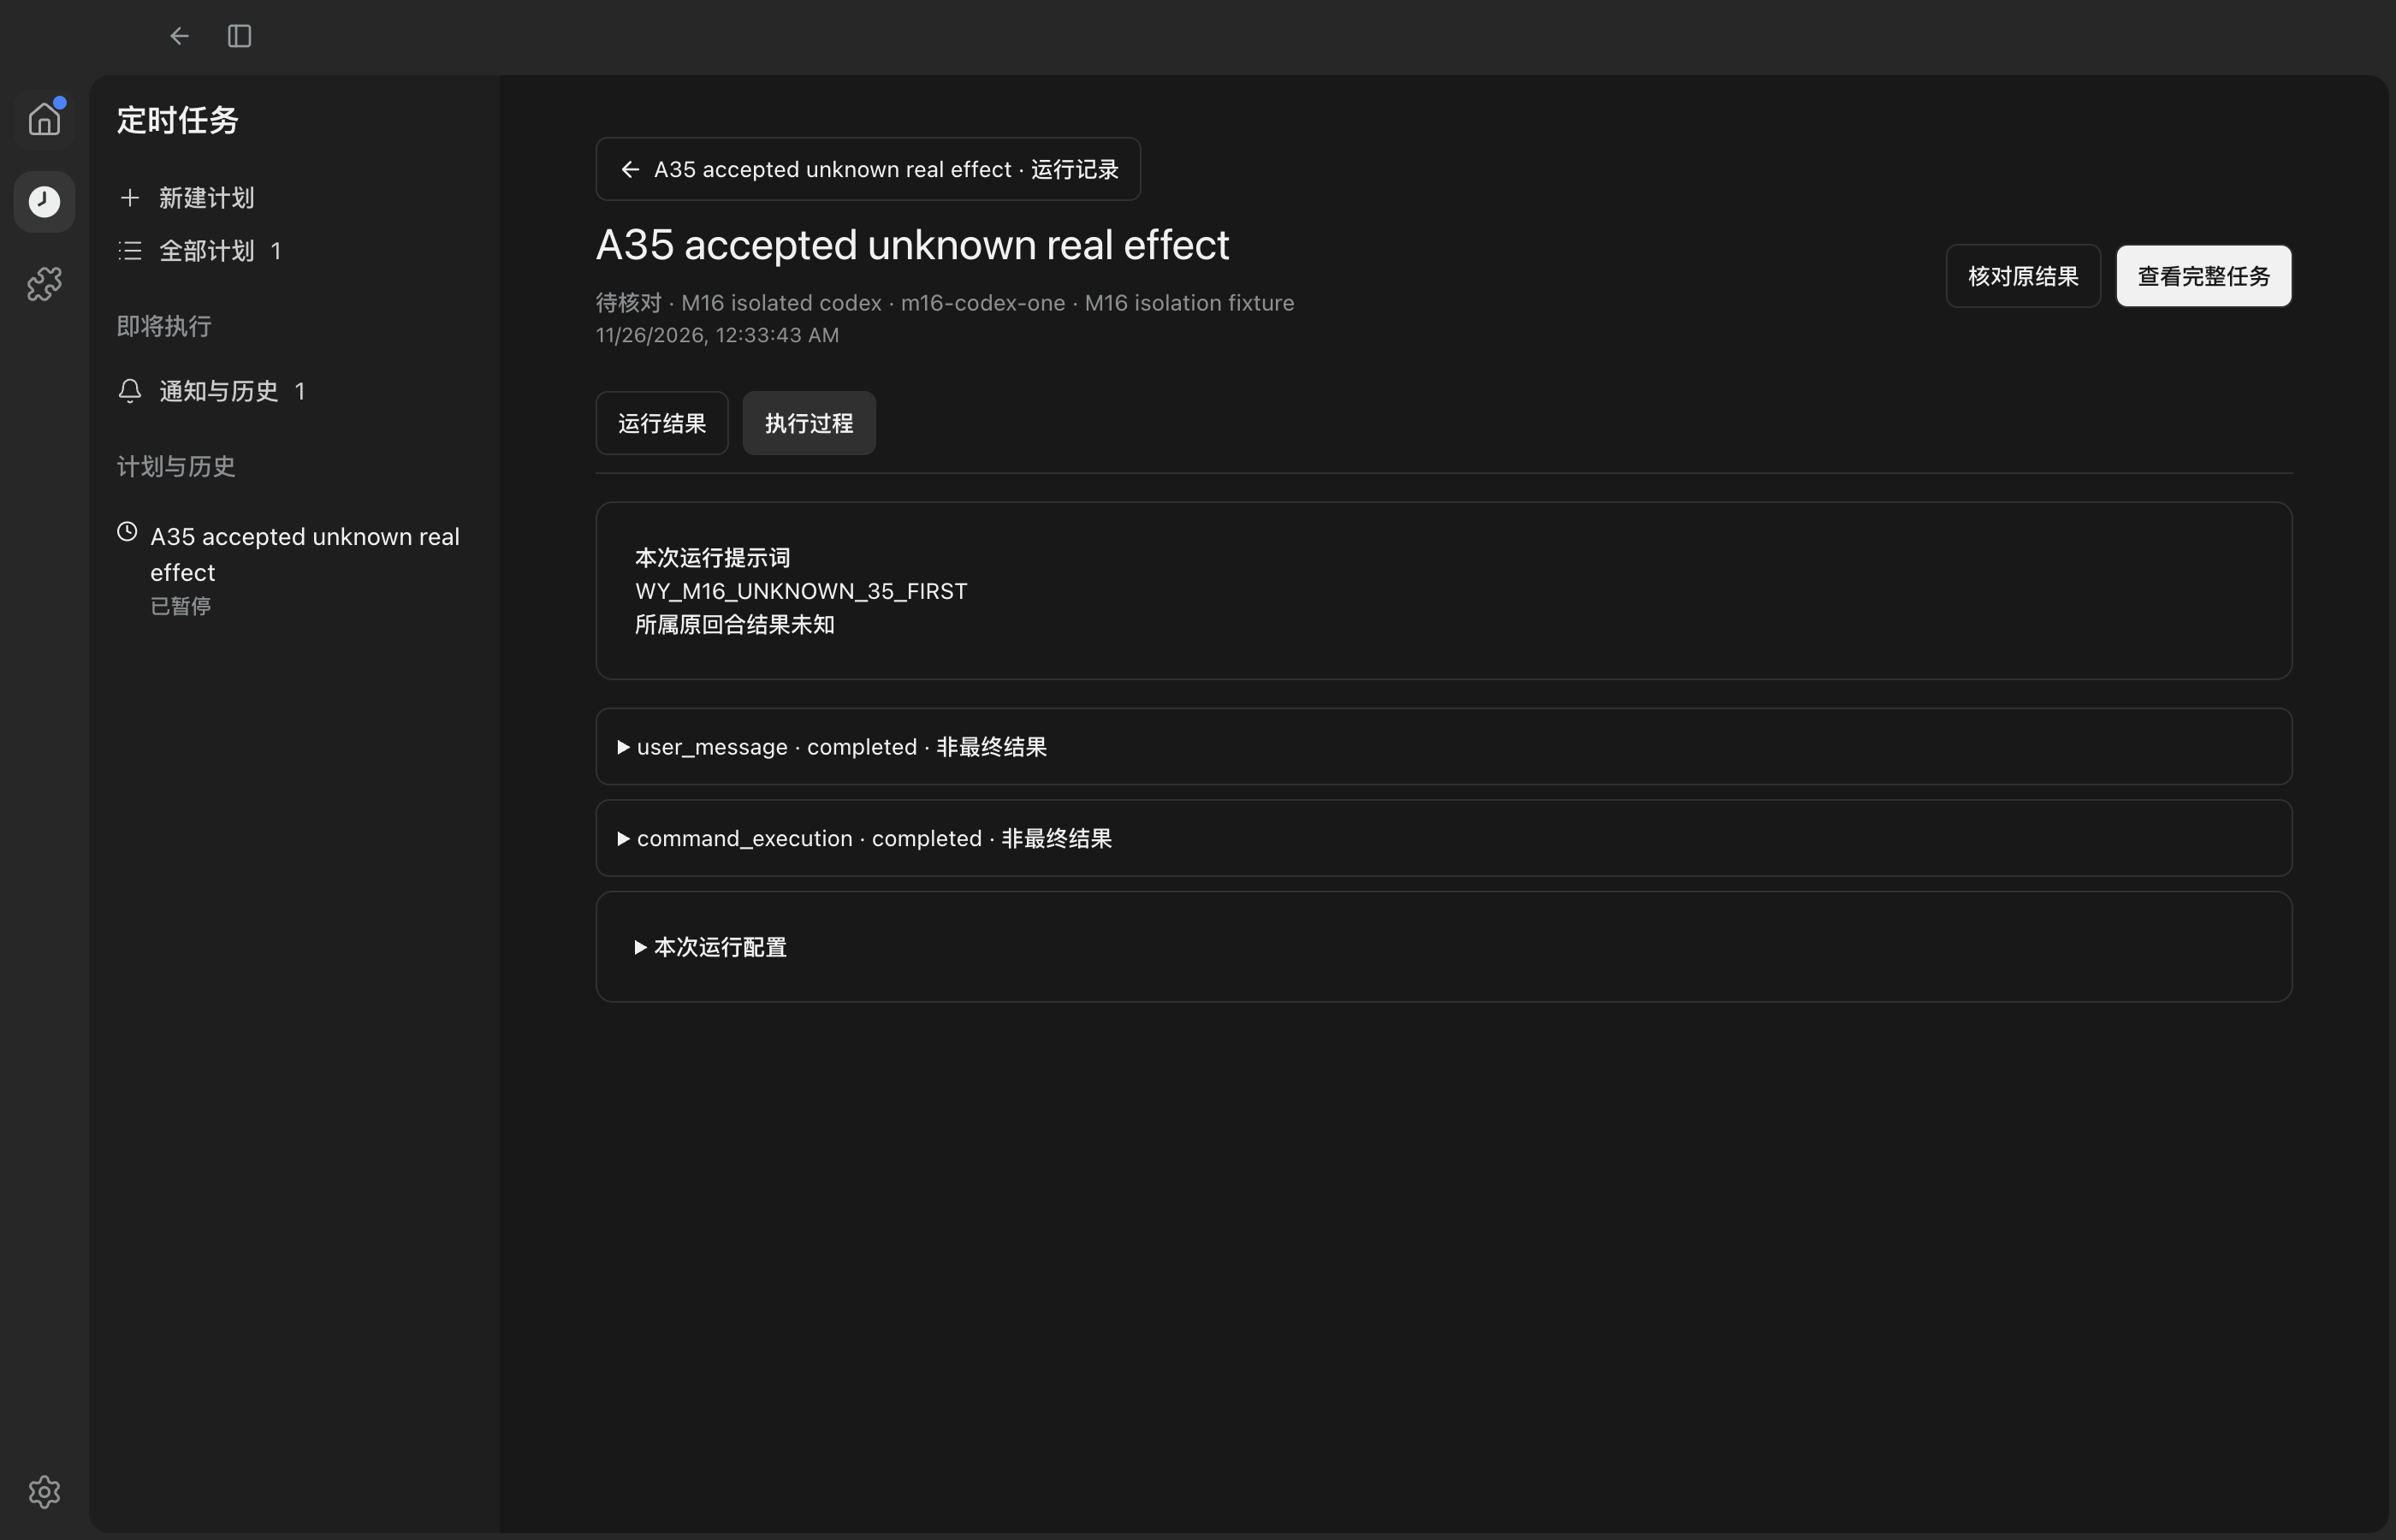 定时任务
新建计划
全部计划 1
即将执行
通知与历史 1
计划与历史
A35 accepted unknown real
effect
已暂停
A35 accepted unknown real effect · 运行记录
A35 accepted unknown real effect
待核对 · M16 isolated codex · m16-codex-one · M16 isolation fixture
11/26/2026, 12:33:43 AM
核对原结果
查看完整任务
运行结果
执行过程
本次运行提示词
WY_M16_UNKNOWN_35_FIRST
所属原回合结果未知
user_message · completed · 非最终结果
command_execution · completed · 非最终结果
本次运行配置